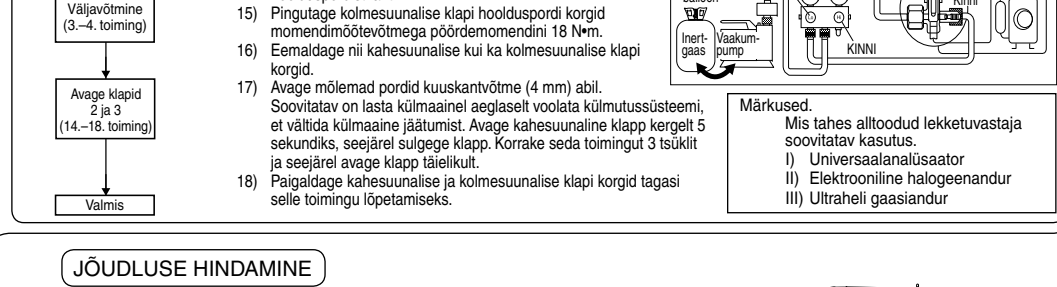 Väljavõtmine
(3.–4. toiming)
Avage klapid
2 ja 3
(14.–18. toiming)
Valmis
15) Pingutage kolmesuunalise klapi hoolduspordi korgid
momendimõõtevõtmega pöördemomendini 18 N•m.
16) Eemaldage nii kahesuunalise kui ka kolmesuunalise klapi
korgid.
17) Avage mõlemad pordid kuuskantvõtme (4 mm) abil.
Soovitatav on lasta külmaainel aeglaselt voolata külmutussüsteemi,
et vältida külmaaine jäätumist. Avage kahesuunaline klapp kergelt 5
sekundiks, seejärel sulgege klapp. Korrake seda toimingut 3 tsüklit
ja seejärel avage klapp täielikult.
18) Paigaldage kahesuunalise ja kolmesuunalise klapi korgid tagasi
selle toimingu lõpetamiseks.
Inert-
gaas
Vaakum-
pump
KINNI
Märkused.
Mis tahes alltoodud lekketuvastaja
soovitatav kasutus.
I) Universaalanalüsaator
II) Elektrooniline halogeenandur
III) Ultraheli gaasiandur
JÕUDLUSE HINDAMINE